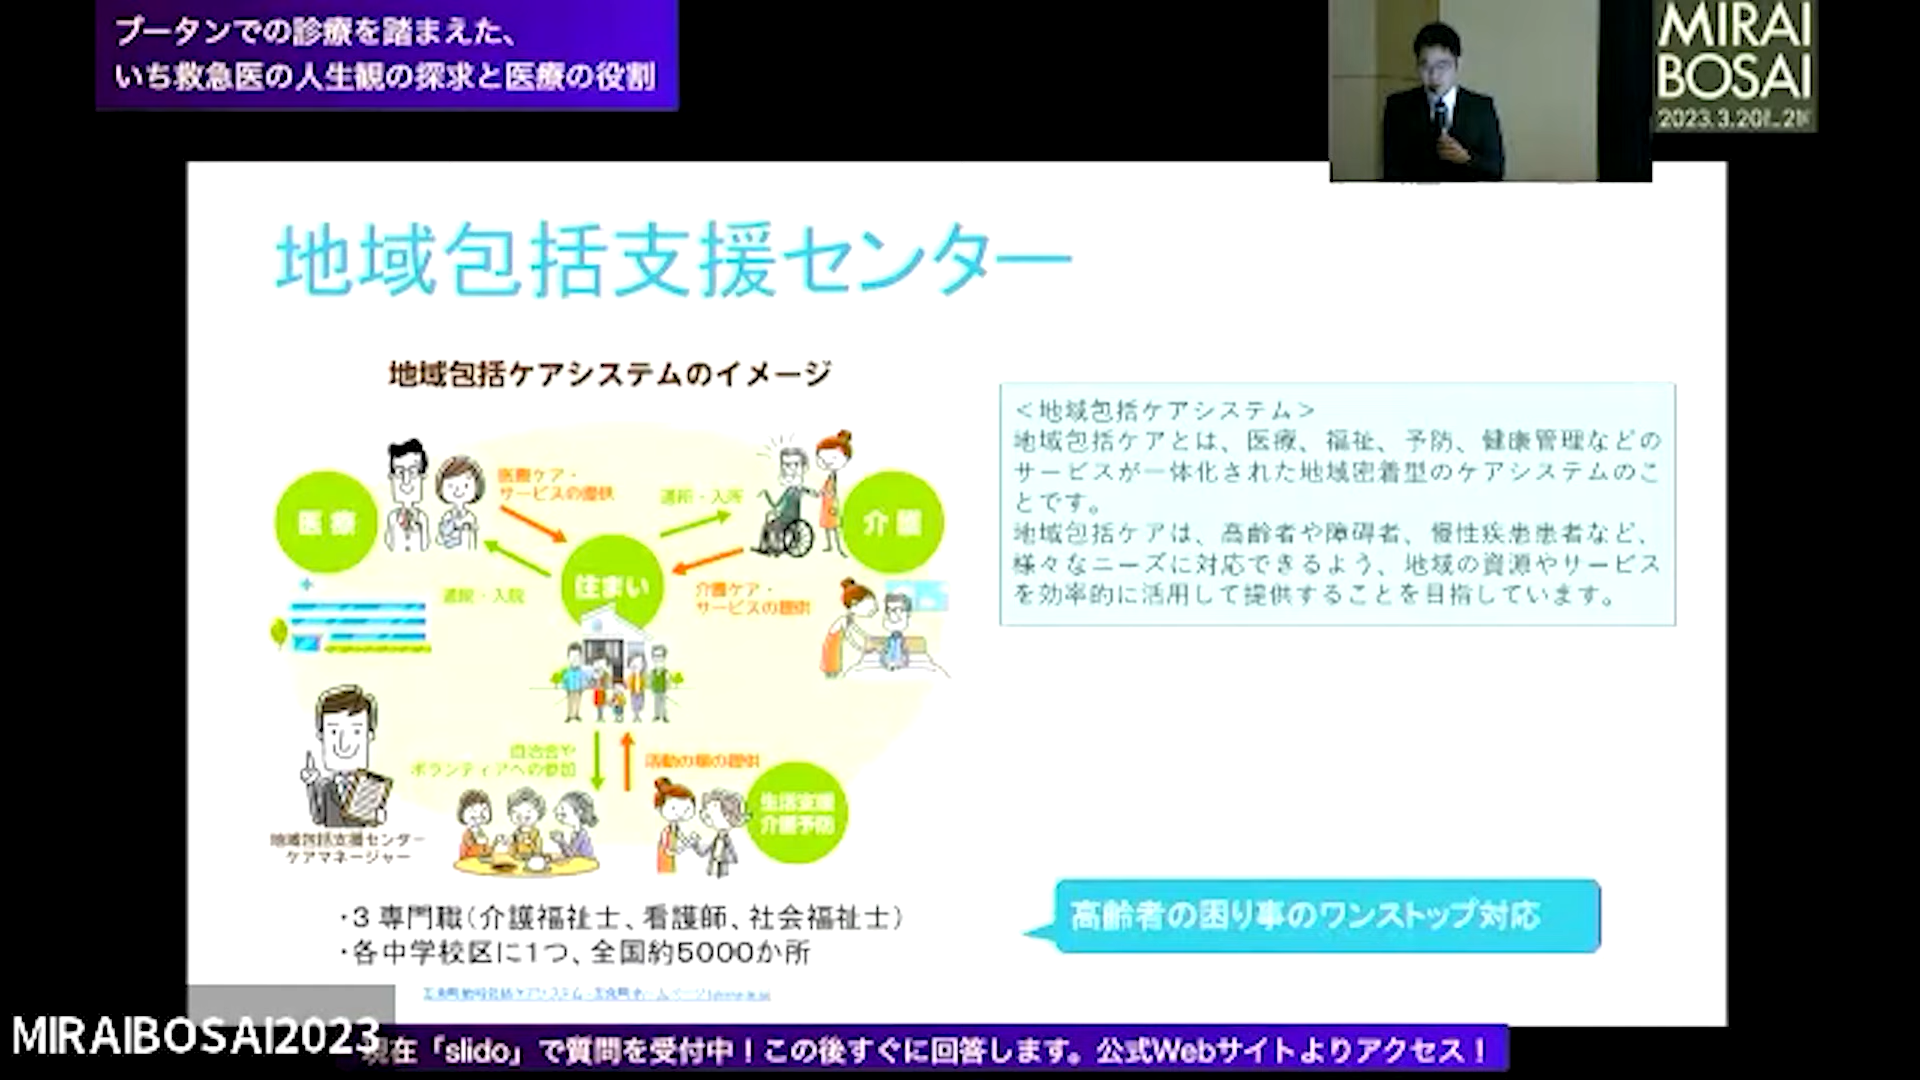 ブータンでの診療を踏まえた、
いち救急医の人生観の探求と医療の役割
MIRAI
BOSAI
2023.3.20
地域包括支援センター
地域包括ケアシステムのイメージ
医療
医療ケア・
サービスの提供
通所・入所
介護
住まい
通院・入院
介護ケア・
サービスの提供
自治会や
ボランティアへの参加
活動の場の提供
生活支援
介護予防
地域包括支援センター
ケアマネージャー
＜地域包括ケアシステム＞
地域包括ケアとは、医療、福祉、予防、健康管理などの
サービスが一体化された地域密着型のケアシステムのこ
とです。
地域包括ケアは、高齢者や障碍者、慢性疾患患者など、
様々なニーズに対応できるよう、地域の資源やサービス
を効率的に活用して提供することを目指しています。
・3専門職（介護福祉士、看護師、社会福祉士）
・各中学校区に1つ、全国約5000か所
高齢者の困り事のワンストップ対応
MIRAIBOSAI2023
現在「slido」で質問を受付中！この後すぐに回答します。公式Webサイトよりアクセス！